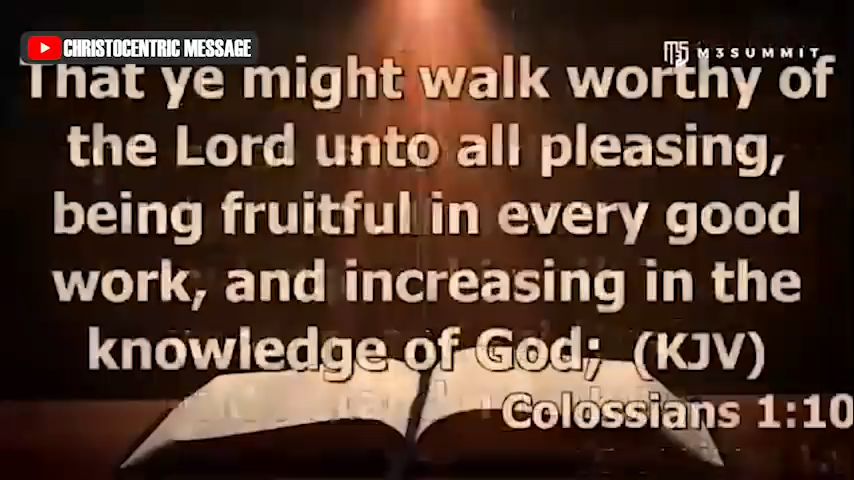 CHRISTOCENTRIC MESSAGE
M3SUMMIT
That ye might walk worthy of
the Lord unto all pleasing,
being fruitful in every good
work, and increasing in the
knowledge of God; (KJV)
Colossians 1:10